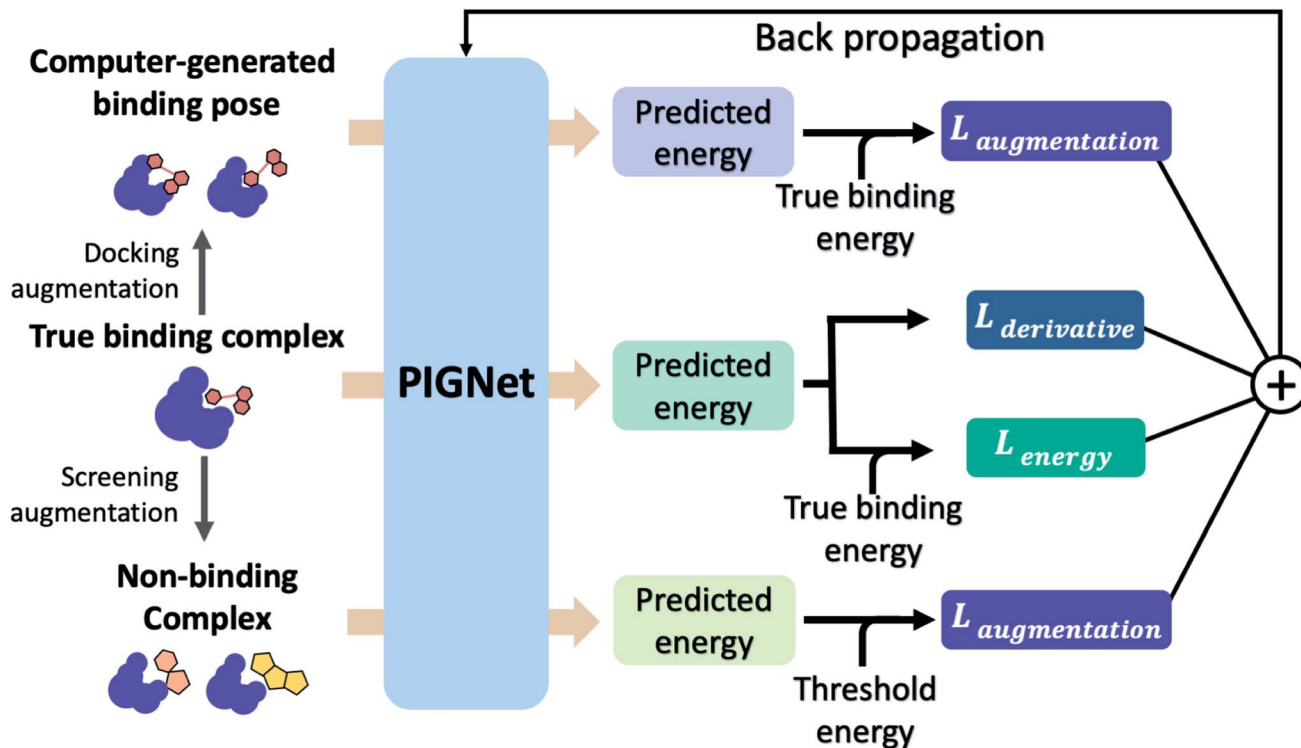 Back propagation
Computer-generated
binding pose
Docking
augmentation
True binding complex
Screening
augmentation
Non-binding
Complex
PIGNet
Predicted
energy
True binding
energy
L augmentation
Predicted
energy
L derivative
True binding
energy
L energy
Predicted
energy
Threshold
energy
L augmentation
+